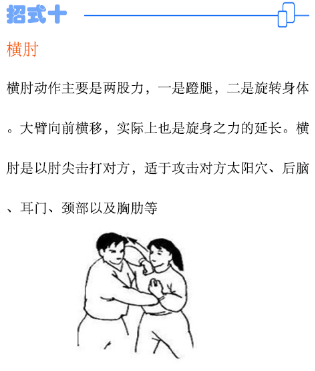 招式十
横肘
横肘动作主要是两股力，一是蹬腿，二是旋转身体
。大臂向前横移，实际上也是旋身之力的延长。横
肘是以肘尖击打对方，适于攻击对方太阳穴、后脑
、耳门、颈部以及胸肋等